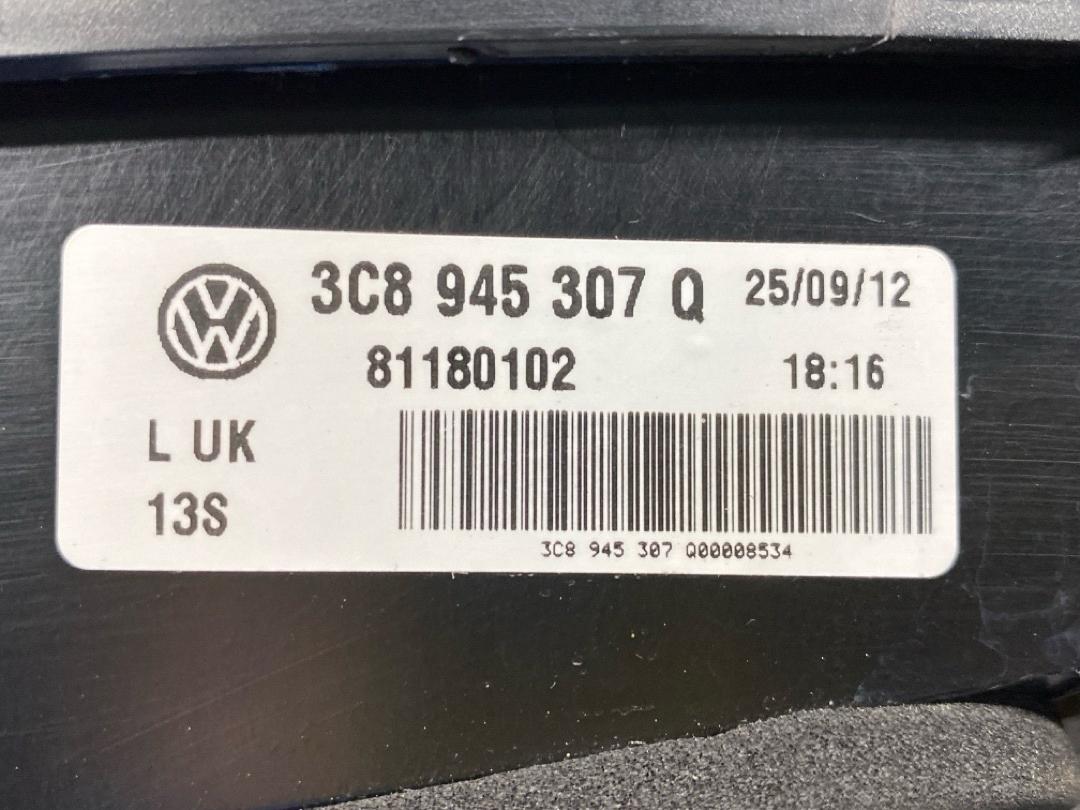 3C8 945 307 Q 25/09/12
81180102 18:16
L UK
13S
3C8 945 307 Q00008534